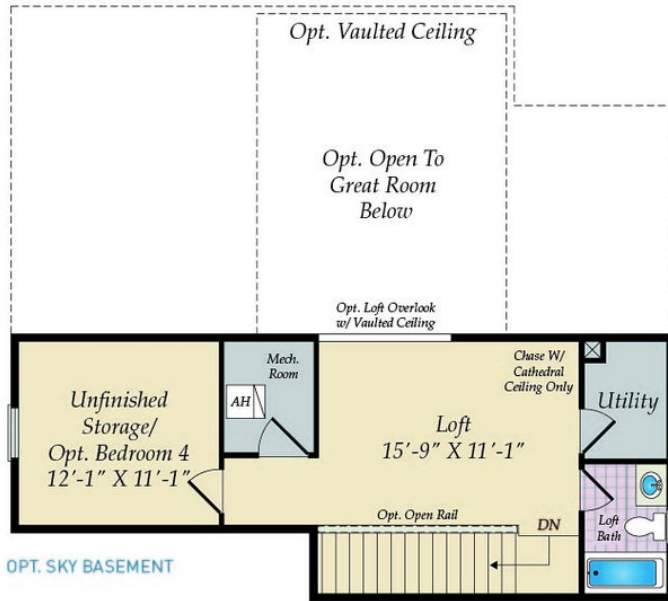 Opt. Vaulted Ceiling
Opt. Open To
Great Room
Below
Opt. Loft Overlook
w/ Vaulted Ceiling
Mech.
Room
AH
Chase W/
Cathedral
Ceiling Only
Unfinished
Storage/
Opt. Bedroom 4
12'-1" X 11'-1"
Loft
15'-9" X 11'-1"
Utility
Opt. Open Rail
DN
Loft
Bath
OPT. SKY BASEMENT